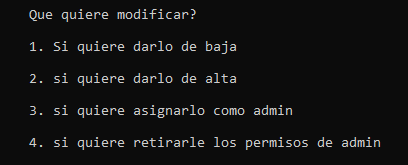 Que quiere modificar?
1. Si quiere darlo de baja
2. si quiere darlo de alta
3. si quiere asignarlo como admin
4. si quiere retirarle los permisos de admin